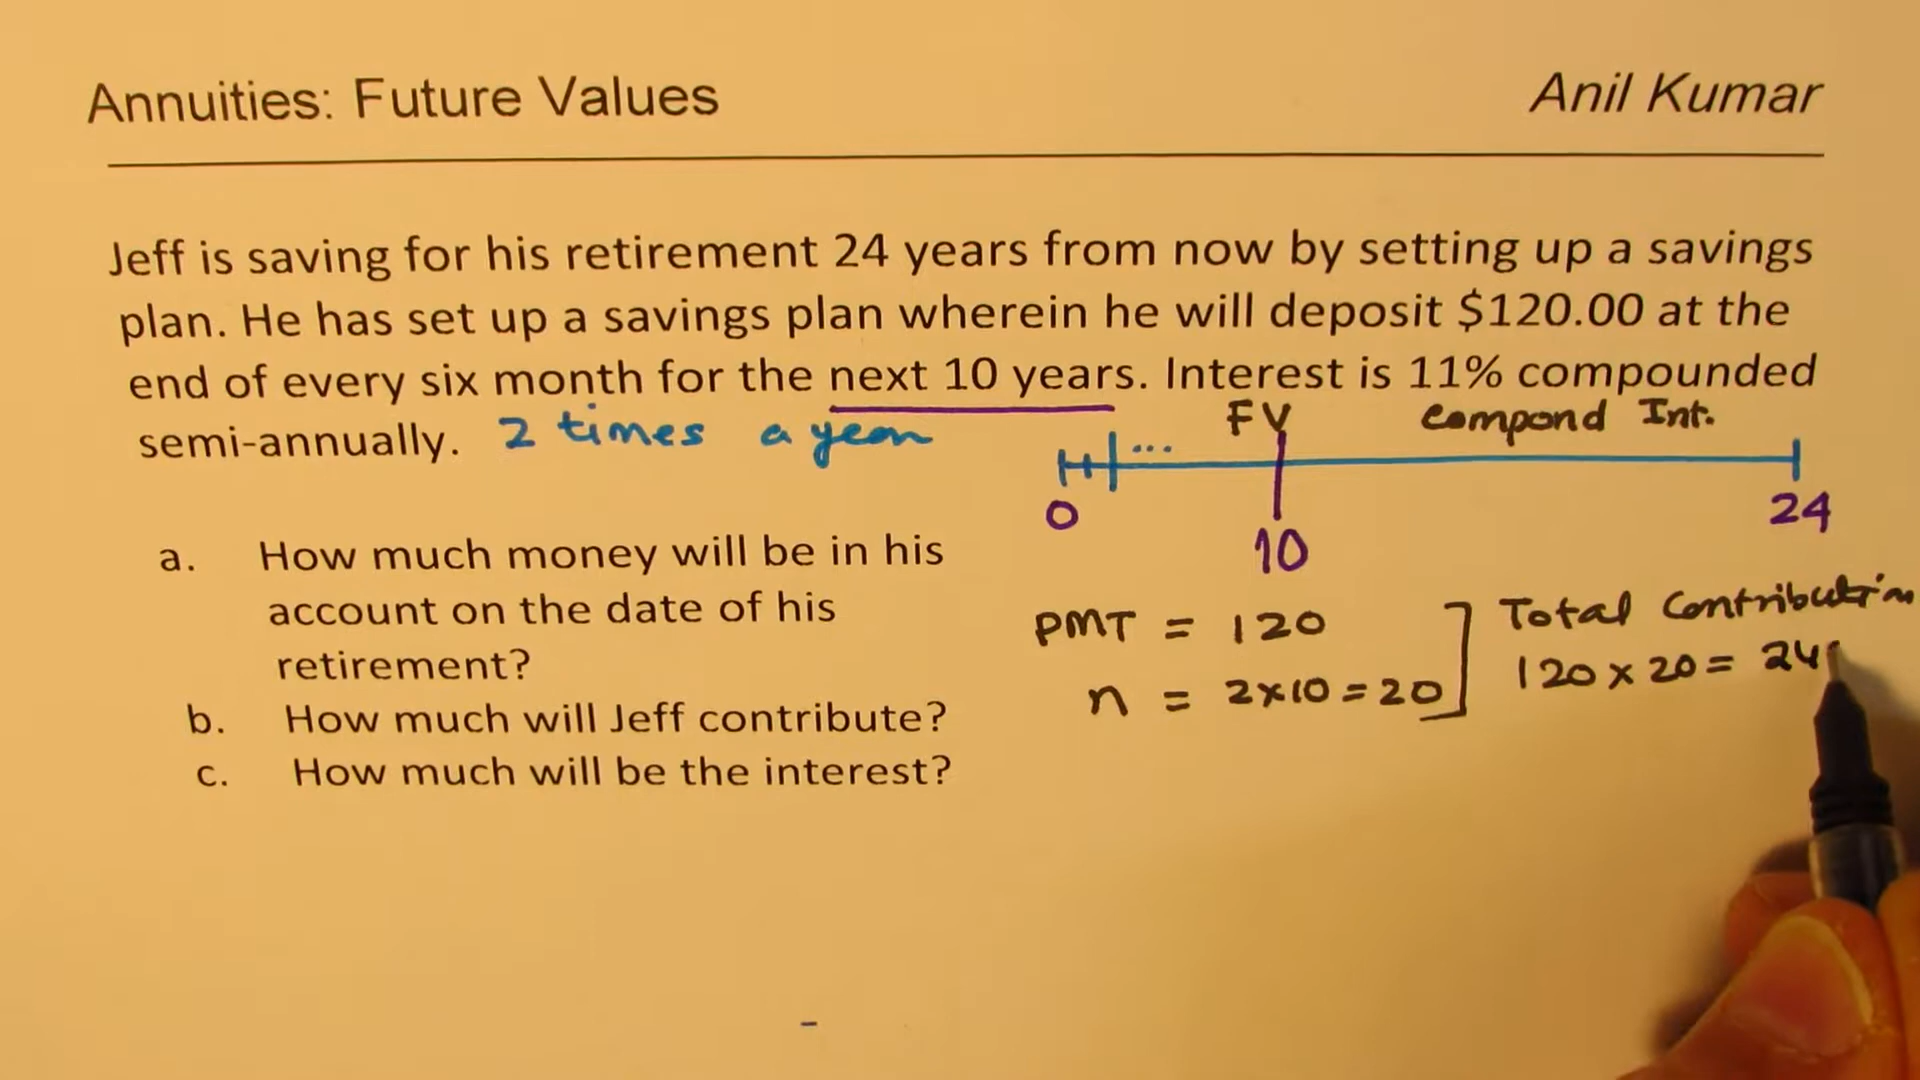 Annuities: Future Values
Anil Kumar
Jeff is saving for his retirement 24 years from now by setting up a savings
plan. He has set up a savings plan wherein he will deposit $120.00 at the
end of every six month for the next 10 years. Interest is 11% compounded
semi-annually. 2 times a year
FV compond Int.
...
0 10 24
a. How much money will be in his
account on the date of his
retirement?
b. How much will Jeff contribute?
c. How much will be the interest?
PMT = 120
n = 2x10 = 20
Total Contribution
120 x 20 = 24